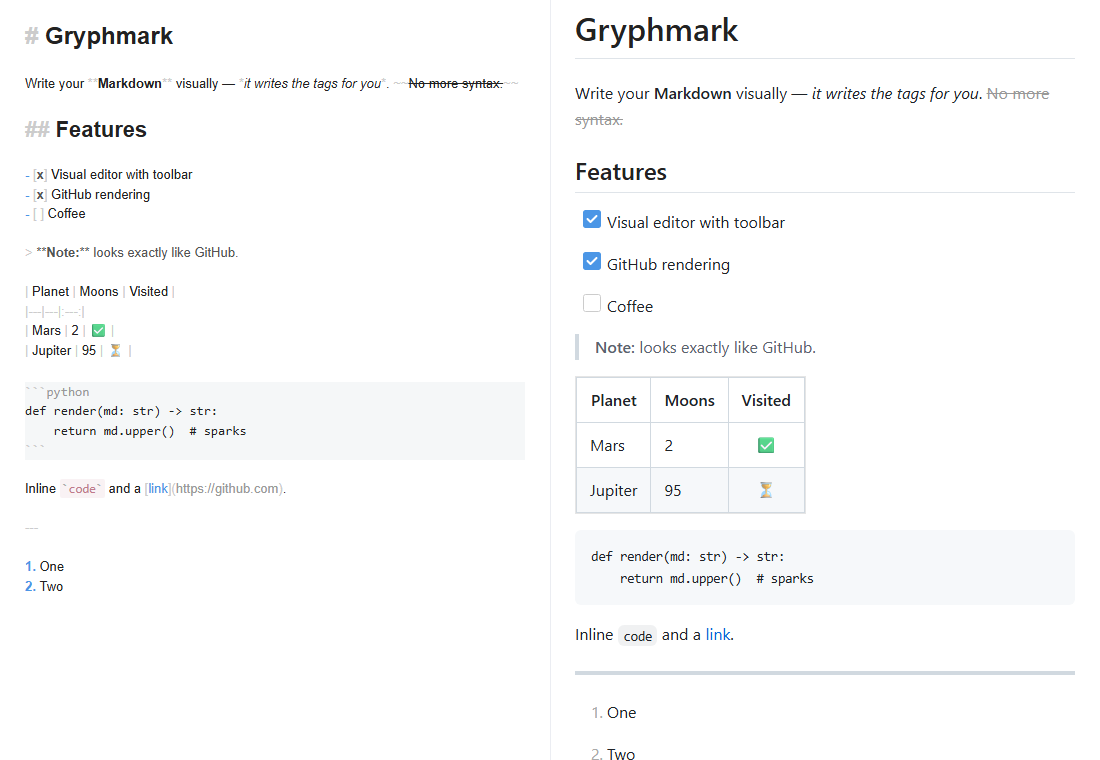 # Gryphmark
Write your **Markdown** visually — *it writes the tags for you*. ~~No more syntax.~~
## Features
- [x] Visual editor with toolbar
- [x] GitHub rendering
- [ ] Coffee
> **Note:** looks exactly like GitHub.
| Planet | Moons | Visited |
|---|---|:---:|
| Mars | 2 | ✅ |
| Jupiter | 95 | ⏳ |
```python
def render(md: str) -> str:
    return md.upper()  # sparks
```
Inline `code` and a [link](https://github.com).
---
1. One
2. Two
Gryphmark
Write your Markdown visually — it writes the tags for you. No more
syntax.
Features
Visual editor with toolbar
GitHub rendering
Coffee
Note: looks exactly like GitHub.
Planet Moons Visited
Mars 2 ✅
Jupiter 95 ⏳
def render(md: str) -> str:
    return md.upper()  # sparks
Inline code and a link.
1. One
2. Two